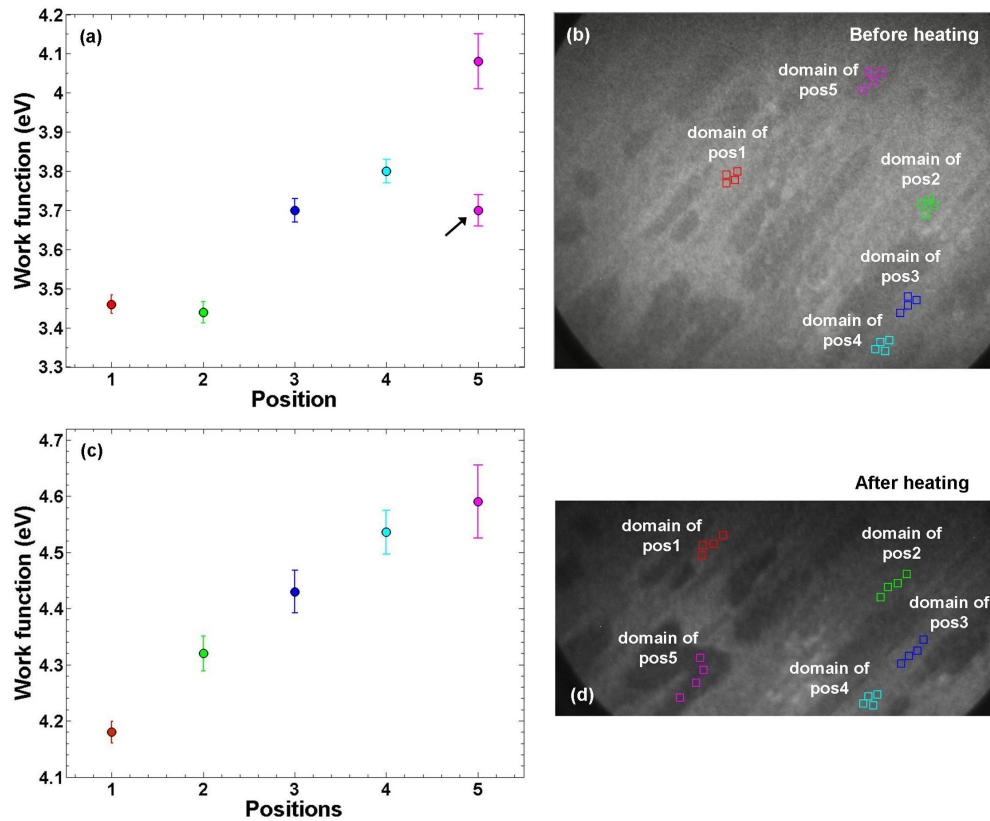 (a)
4.2
4.1
4
3.9
3.8
3.7
3.6
3.5
3.4
3.3
Work function (eV)
1 2 3 4 5
Position
(b)
Before heating
domain of
pos5
domain of
pos1
domain of
pos2
domain of
pos3
domain of
pos4
(c)
4.7
4.6
4.5
4.4
4.3
4.2
4.1
Work function (eV)
1 2 3 4 5
Positions
After heating
domain of
pos1
domain of
pos2
domain of
pos3
domain of
pos5
domain of
pos4
(d)